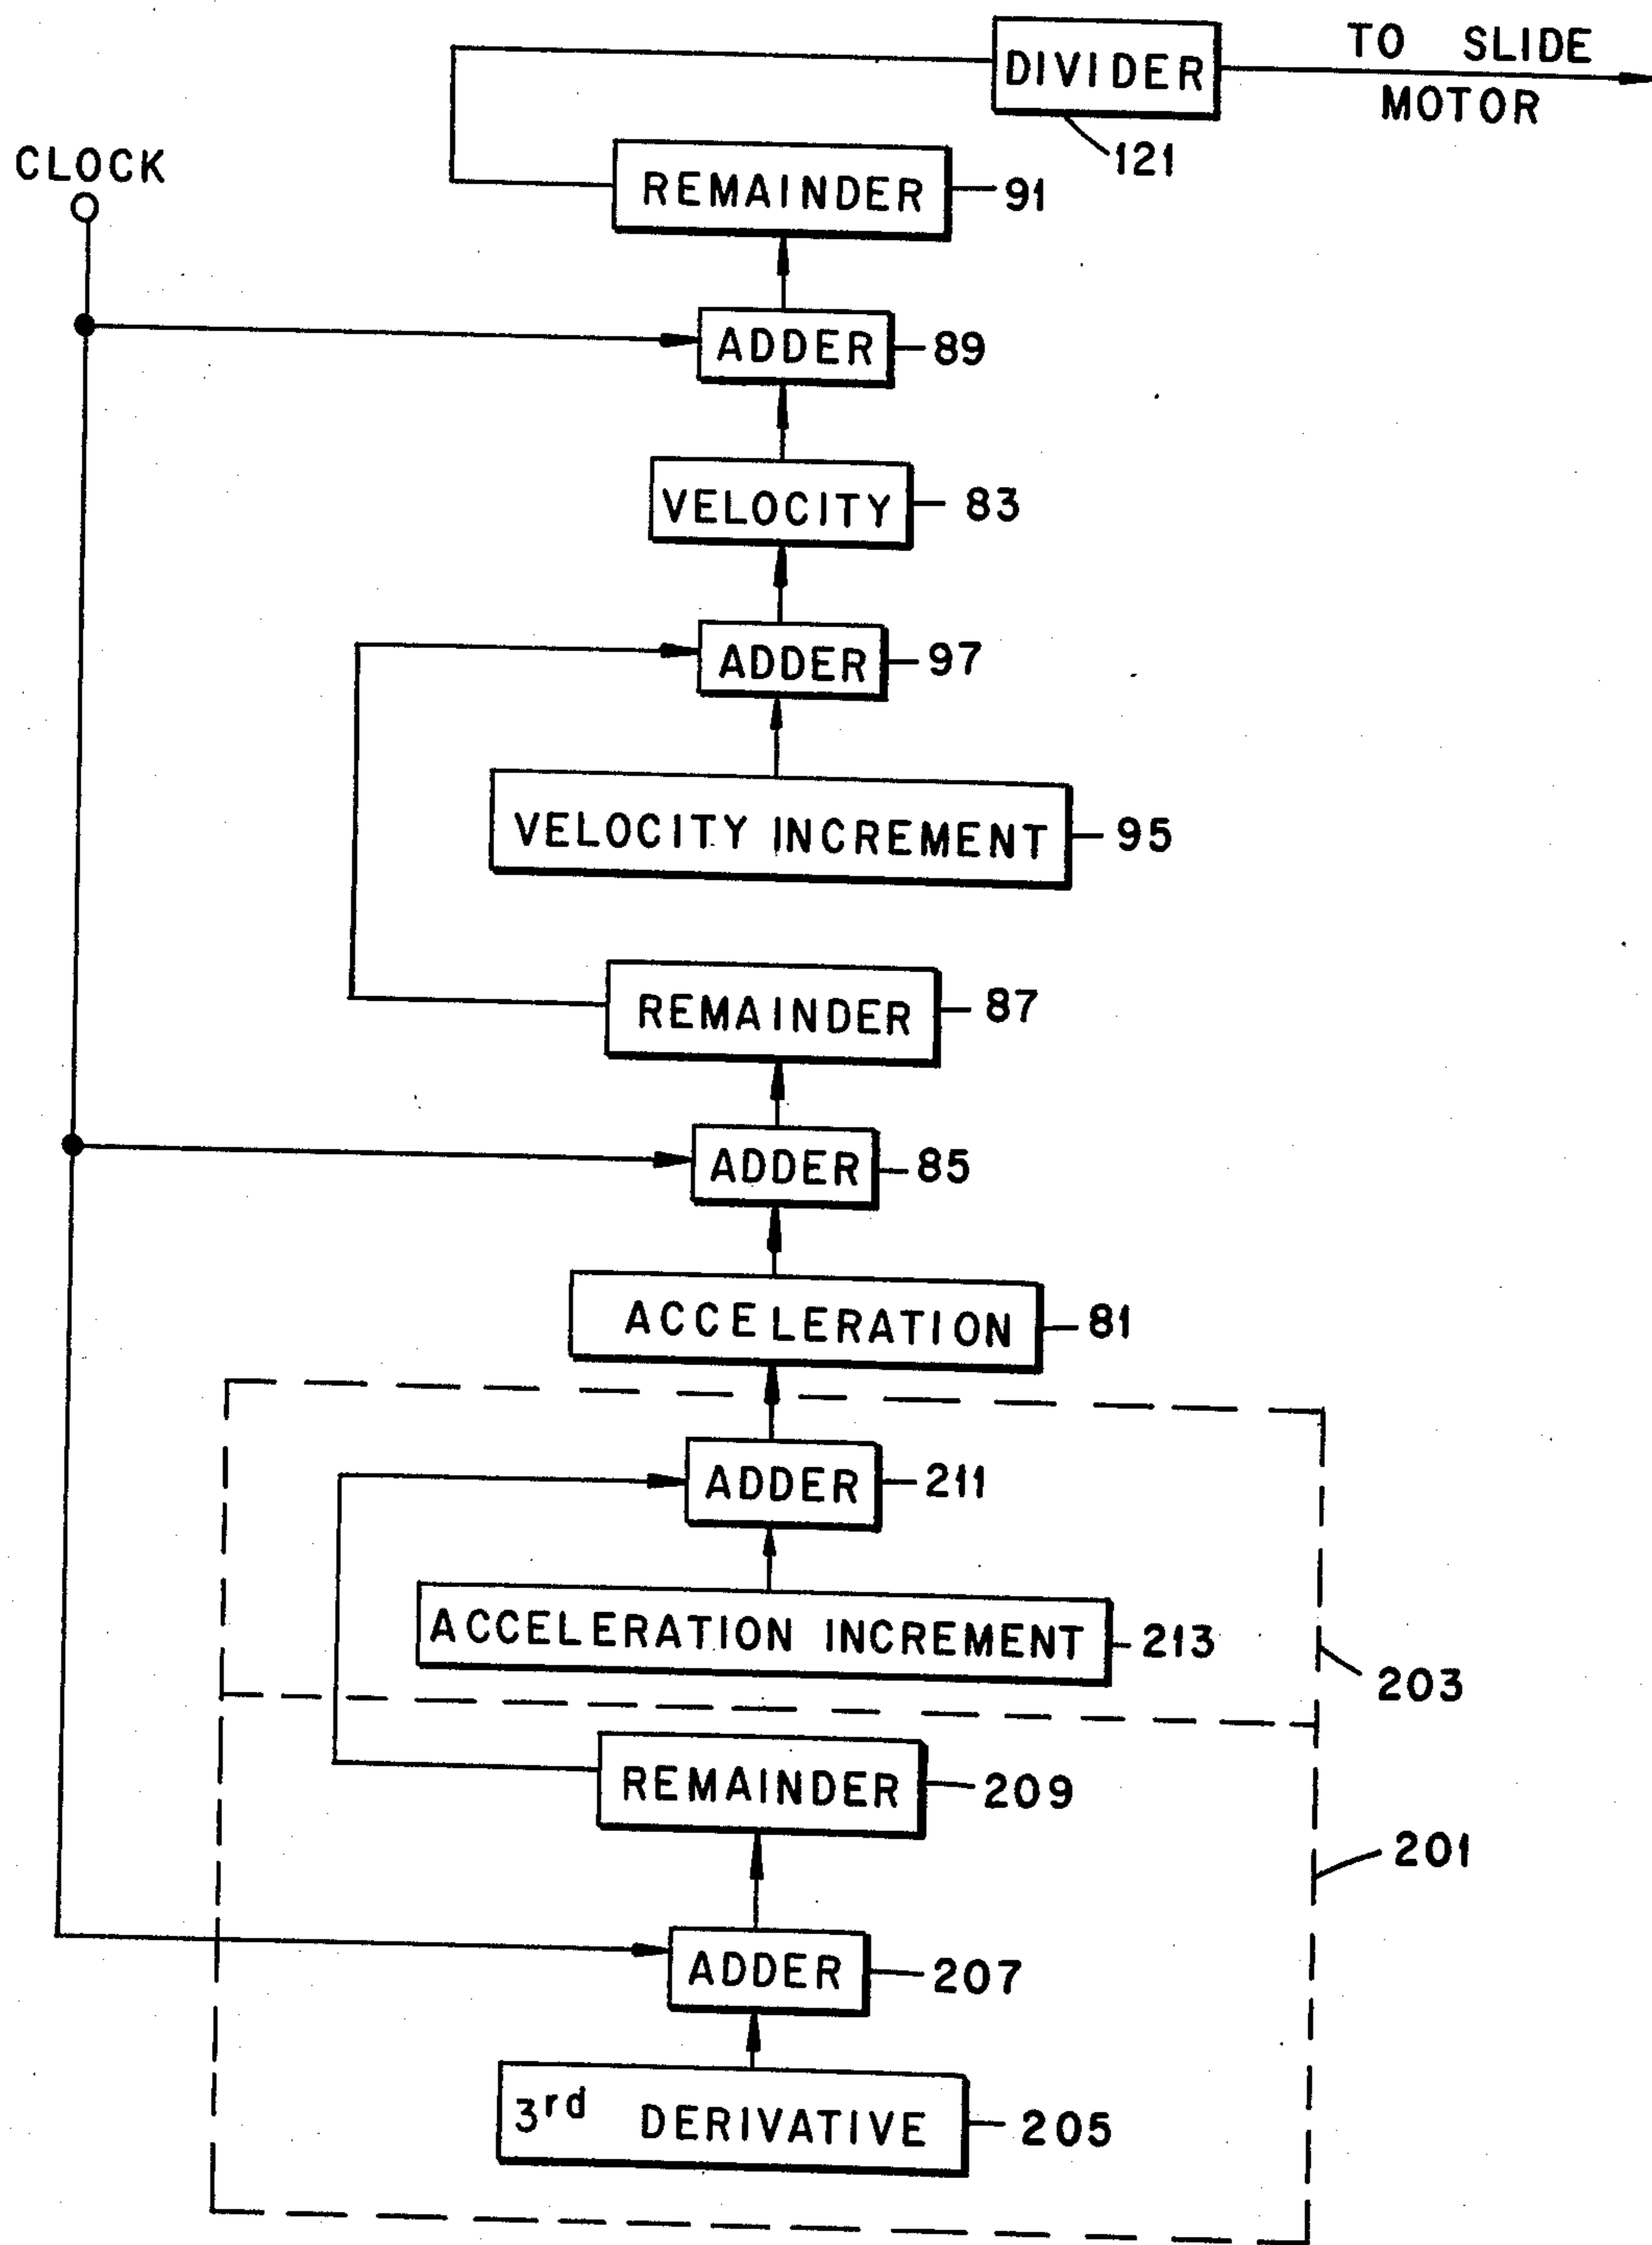 TO SLIDE
MOTOR
DIVIDER
121
CLOCK
REMAINDER 91
ADDER 89
VELOCITY 83
ADDER 97
VELOCITY INCREMENT 95
REMAINDER 87
ADDER 85
ACCELERATION 81
ADDER 211
ACCELERATION INCREMENT 213
203
REMAINDER 209
201
ADDER 207
3rd DERIVATIVE 205